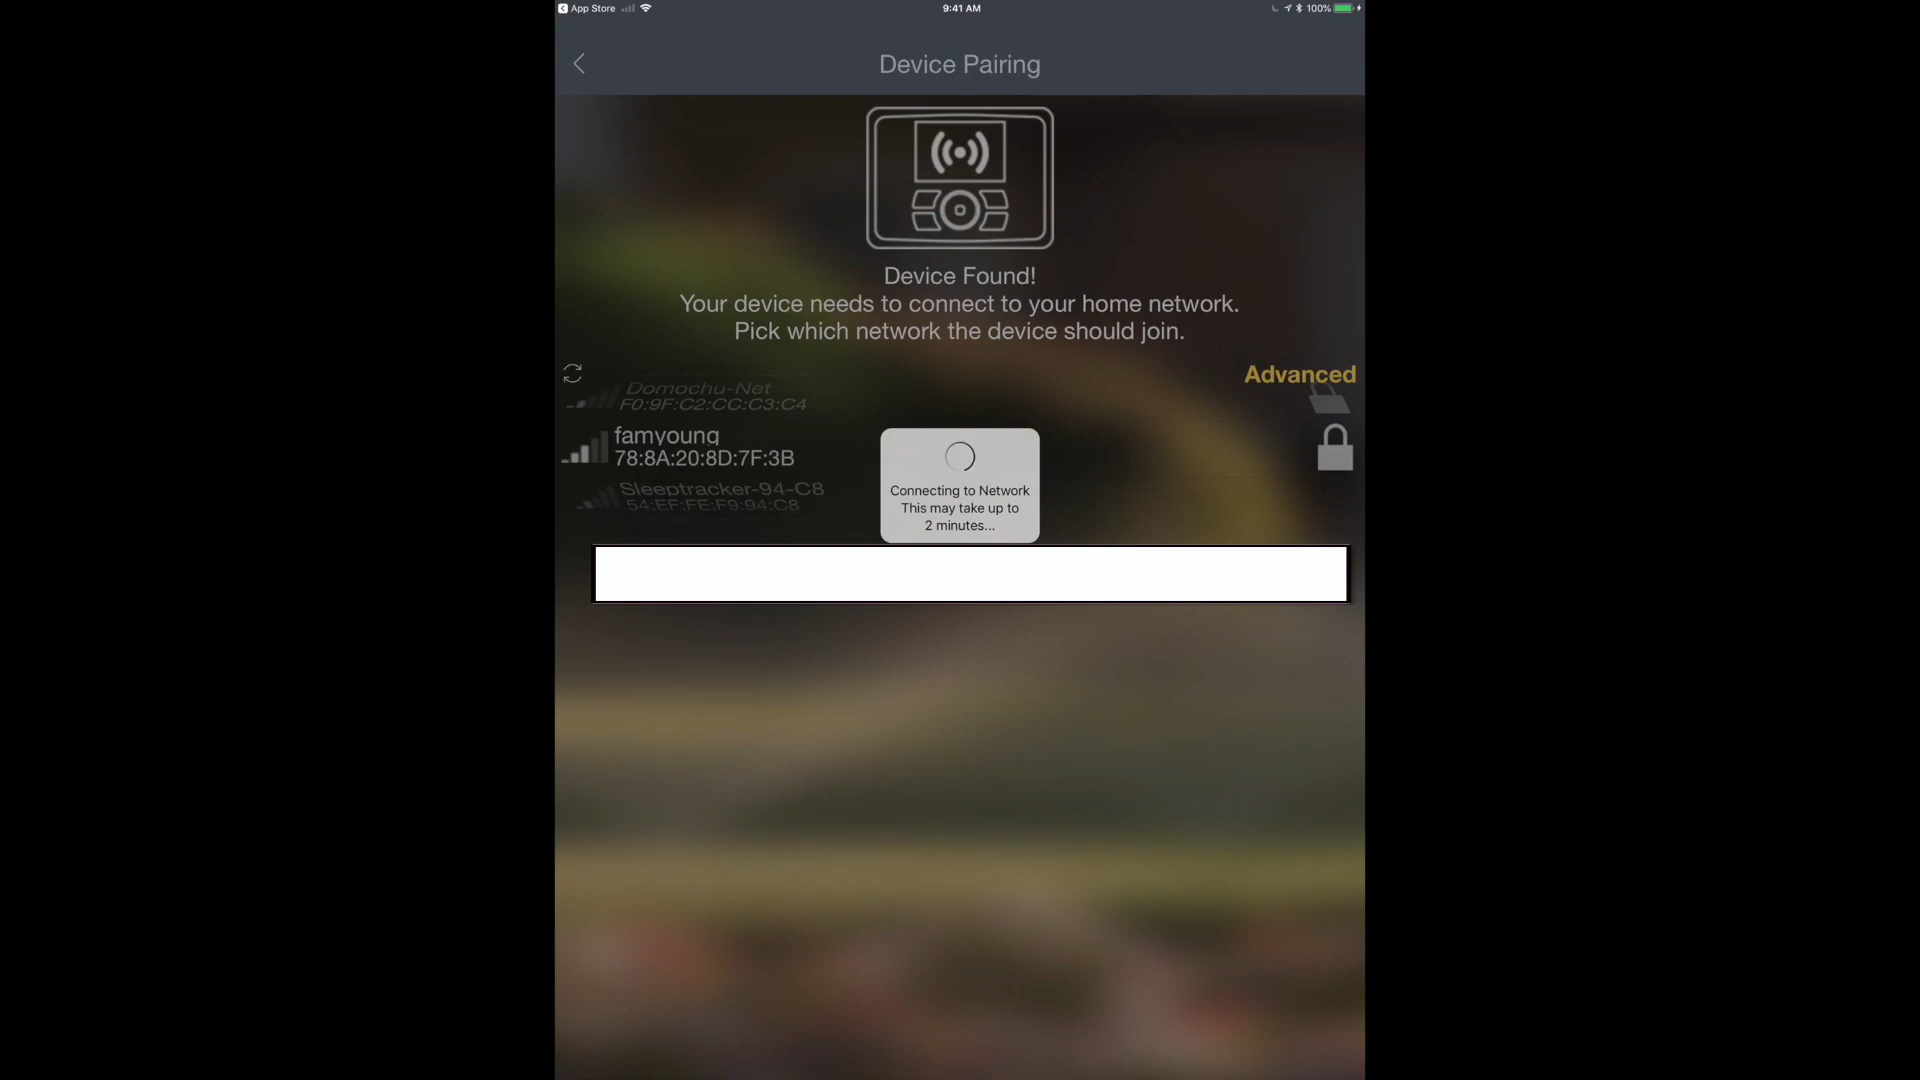 App Store
9:41 AM
100%
Device Pairing
Device Found!
Your device needs to connect to your home network.
Pick which network the device should join.
Advanced
Domochu-Net
F0:9F:C2:CC:C3:C4
famyoung
78:8A:20:8D:7F:3B
Sleeptracker-94-C8
54:EF:FE:F9:94:C8
Connecting to Network
This may take up to
2 minutes...